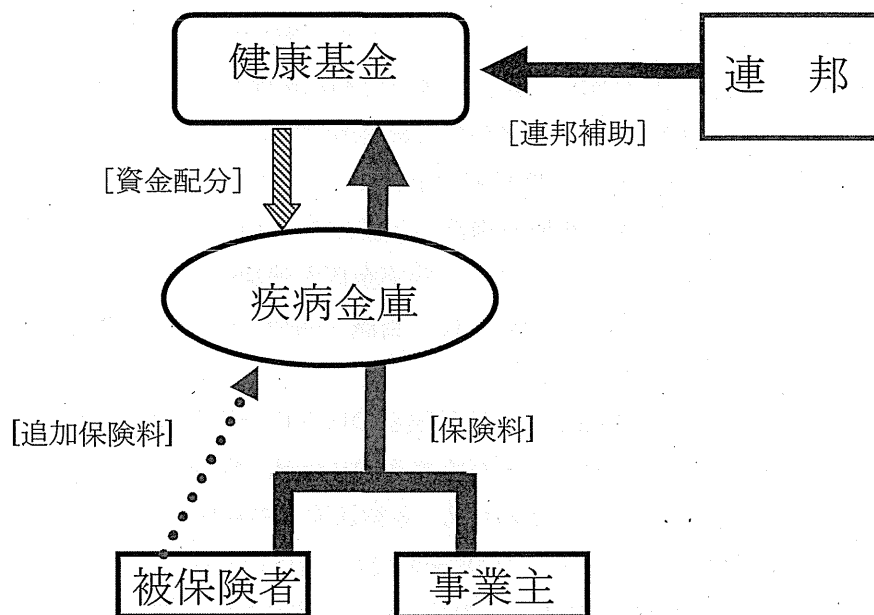 健康基金
連 邦
[連邦補助]
[資金配分]
疾病金庫
[追加保険料]
[保険料]
被保険者
事業主